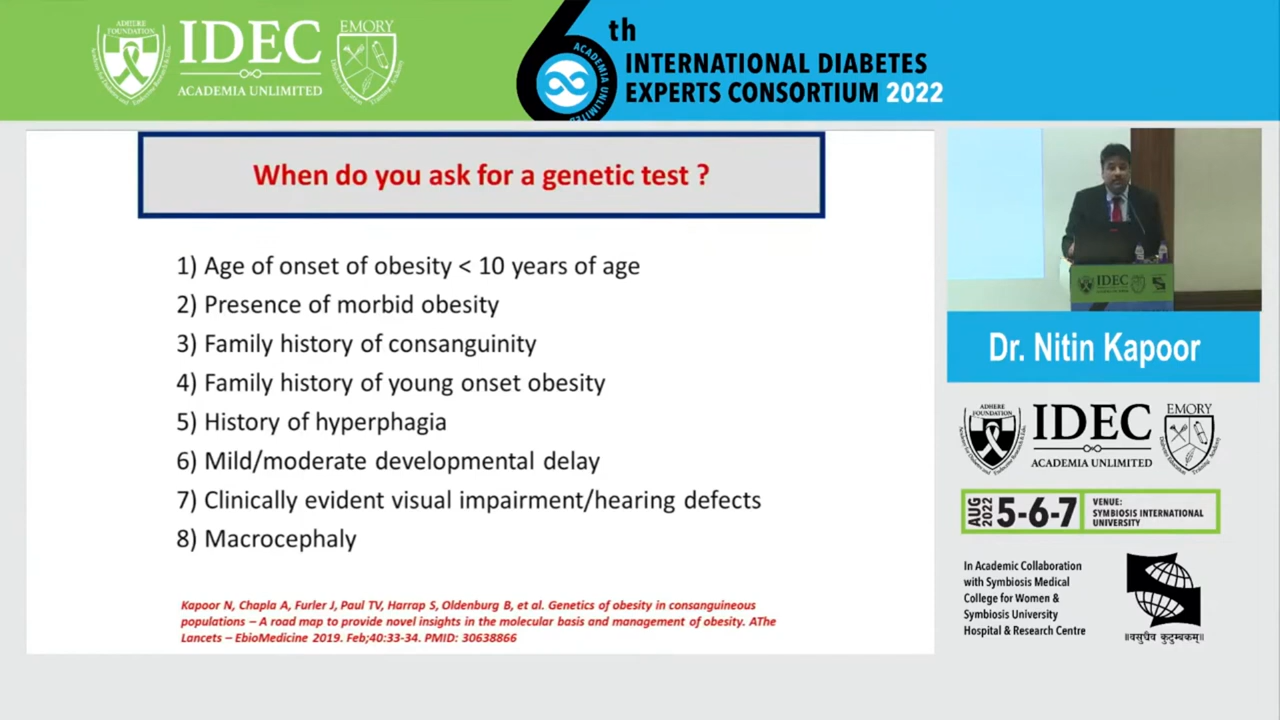 ADHERE
FOUNDATION
IDEC
ACADEMIA UNLIMITED
EMORY
6th
ACADEMIA UNLIMITED
INTERNATIONAL DIABETES
EXPERTS CONSORTIUM 2022
When do you ask for a genetic test ?
1) Age of onset of obesity < 10 years of age
2) Presence of morbid obesity
3) Family history of consanguinity
4) Family history of young onset obesity
5) History of hyperphagia
6) Mild/moderate developmental delay
7) Clinically evident visual impairment/hearing defects
8) Macrocephaly
Kapoor N, Chapla A, Furler J, Paul TV, Harrap S, Oldenburg B, et al. Genetics of obesity in consanguineous
populations – A road map to provide novel insights in the molecular basis and management of obesity. AThe
Lancets – EbioMedicine 2019. Feb;40:33-34. PMID: 30638866
IDEC
Dr. Nitin Kapoor
ADHERE
FOUNDATION
IDEC
ACADEMIA UNLIMITED
EMORY
AUG 2022
5-6-7
VENUE:
SYMBIOSIS INTERNATIONAL
UNIVERSITY
In Academic Collaboration
with Symbiosis Medical
College for Women &
Symbiosis University
Hospital & Research Centre
॥वसुधैव कुटुम्बकम्॥